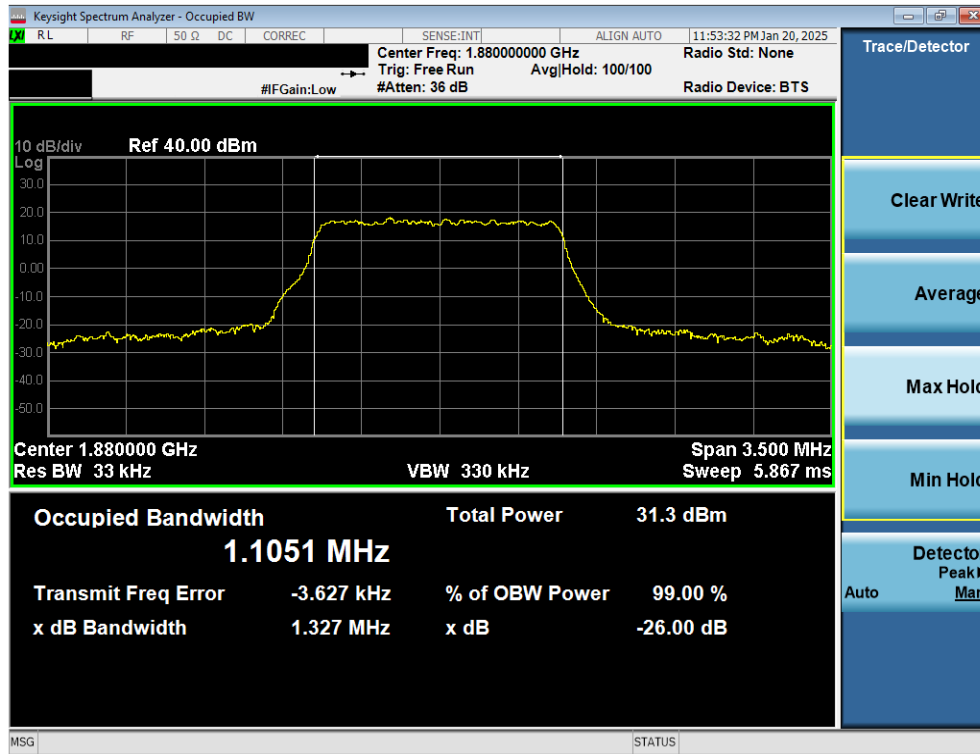 Keysight Spectrum Analyzer - Occupied BW
LXI RL RF 50 Ω DC CORREC SENSE:INT ALIGN AUTO 11:53:32 PM Jan 20, 2025
Center Freq: 1.880000000 GHz Radio Std: None
Trig: Free Run Avg|Hold: 100/100
#IFGain:Low #Atten: 36 dB Radio Device: BTS
10 dB/div Ref 40.00 dBm
Log
30.0
20.0
10.0
0.00
-10.0
-20.0
-30.0
-40.0
-50.0
Center 1.880000 GHz Span 3.500 MHz
Res BW 33 kHz VBW 330 kHz Sweep 5.867 ms
Occupied Bandwidth Total Power 31.3 dBm
1.1051 MHz
Transmit Freq Error -3.627 kHz % of OBW Power 99.00 %
x dB Bandwidth 1.327 MHz x dB -26.00 dB
MSG STATUS
Trace/Detector
Clear Write
Average
Max Hold
Min Hold
Detector
Peak
Auto Man